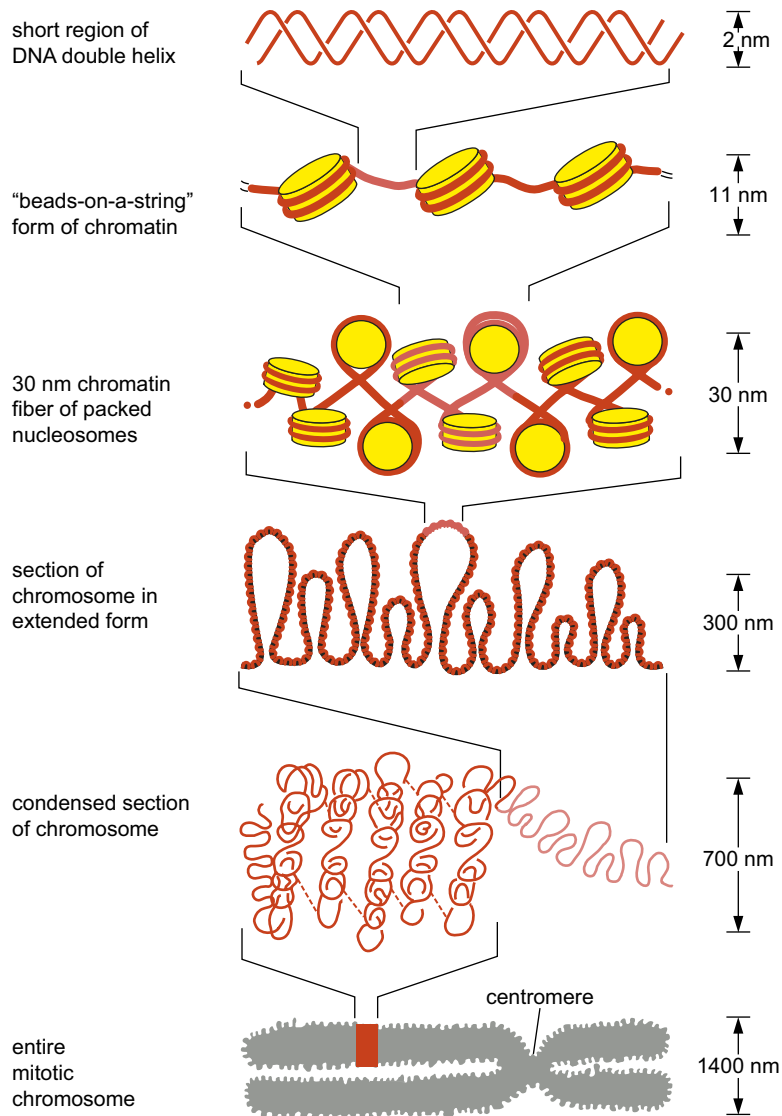 short region of
DNA double helix
2 nm
“beads-on-a-string”
form of chromatin
11 nm
30 nm chromatin
fiber of packed
nucleosomes
30 nm
section of
chromosome in
extended form
300 nm
condensed section
of chromosome
700 nm
centromere
entire
mitotic
chromosome
1400 nm